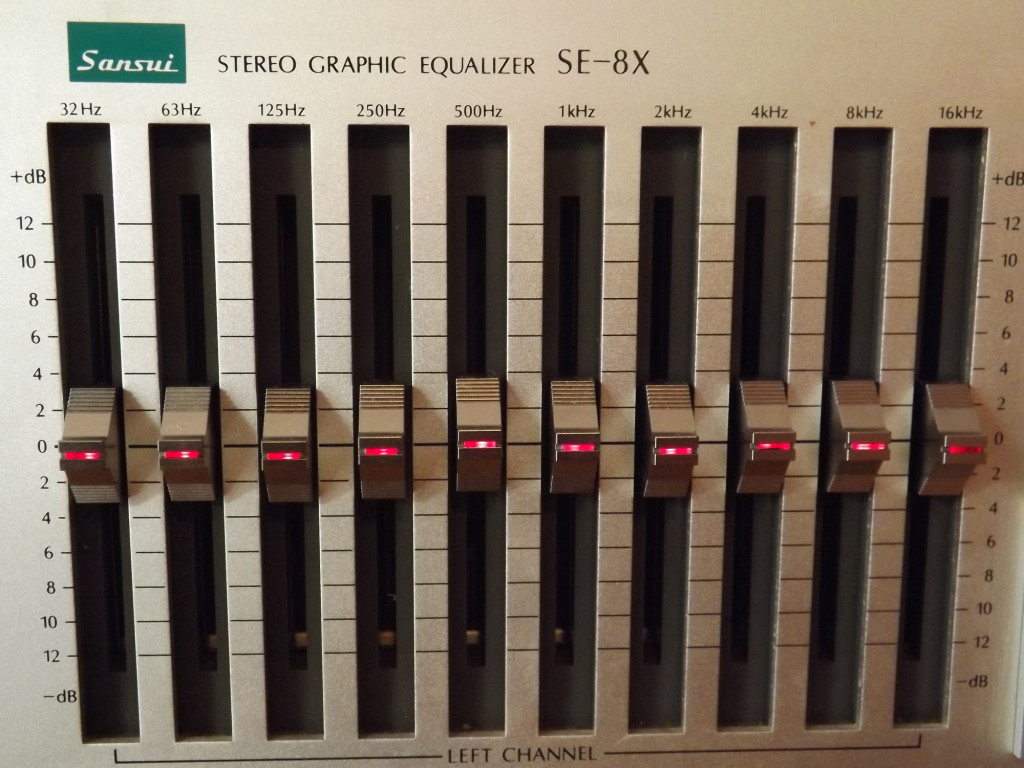 Sansui STEREO GRAPHIC EQUALIZER SE-8X
32Hz 63Hz 125Hz 250Hz 500Hz 1kHz 2kHz 4kHz 8kHz 16kHz
+dB +dB
12 12
10 10
8 8
6 6
4 4
2 2
0 0
2 2
4 4
6 6
8 8
10 10
12 12
-dB -dB
LEFT CHANNEL